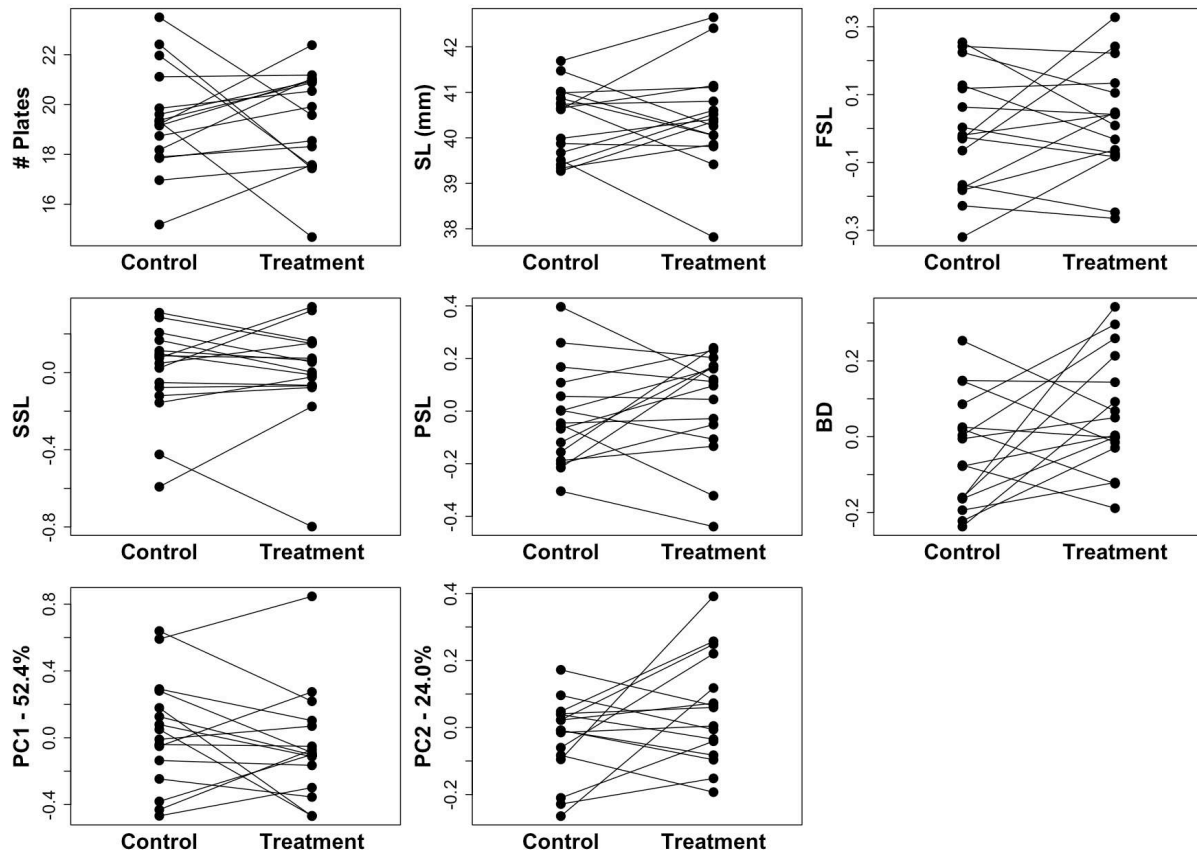 # Plates
22
20
18
16
Control Treatment
SL (mm)
42
41
40
39
38
Control Treatment
FSL
0.3
0.1
-0.1
-0.3
Control Treatment
SSL
0.0
-0.4
-0.8
Control Treatment
PSL
0.4
0.2
0.0
-0.2
-0.4
Control Treatment
BD
0.2
0.0
-0.2
Control Treatment
PC1 - 52.4%
0.8
0.4
0.0
-0.4
Control Treatment
PC2 - 24.0%
0.4
0.2
0.0
-0.2
Control Treatment